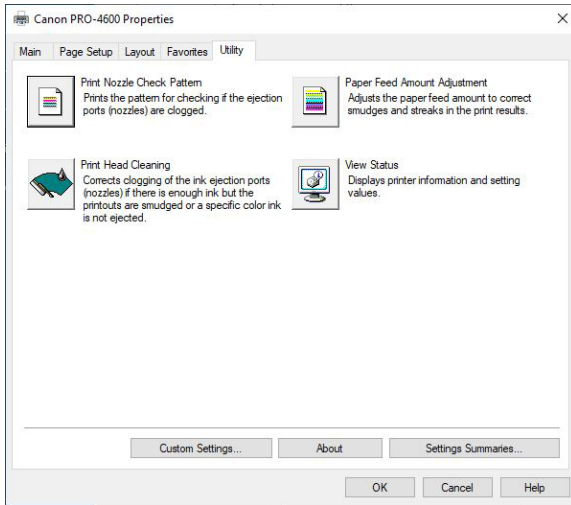 Canon PRO-4600 Properties
Main Page Setup Layout Favorites Utility
Print Nozzle Check Pattern
Prints the pattern for checking if the ejection
ports (nozzles) are clogged.
Paper Feed Amount Adjustment
Adjusts the paper feed amount to correct
smudges and streaks in the print results.
Print Head Cleaning
Corrects clogging of the ink ejection ports
(nozzles) if there is enough ink but the
printouts are smudged or a specific color ink
is not ejected.
View Status
Displays printer information and setting
values.
Custom Settings... About Settings Summaries...
OK Cancel Help